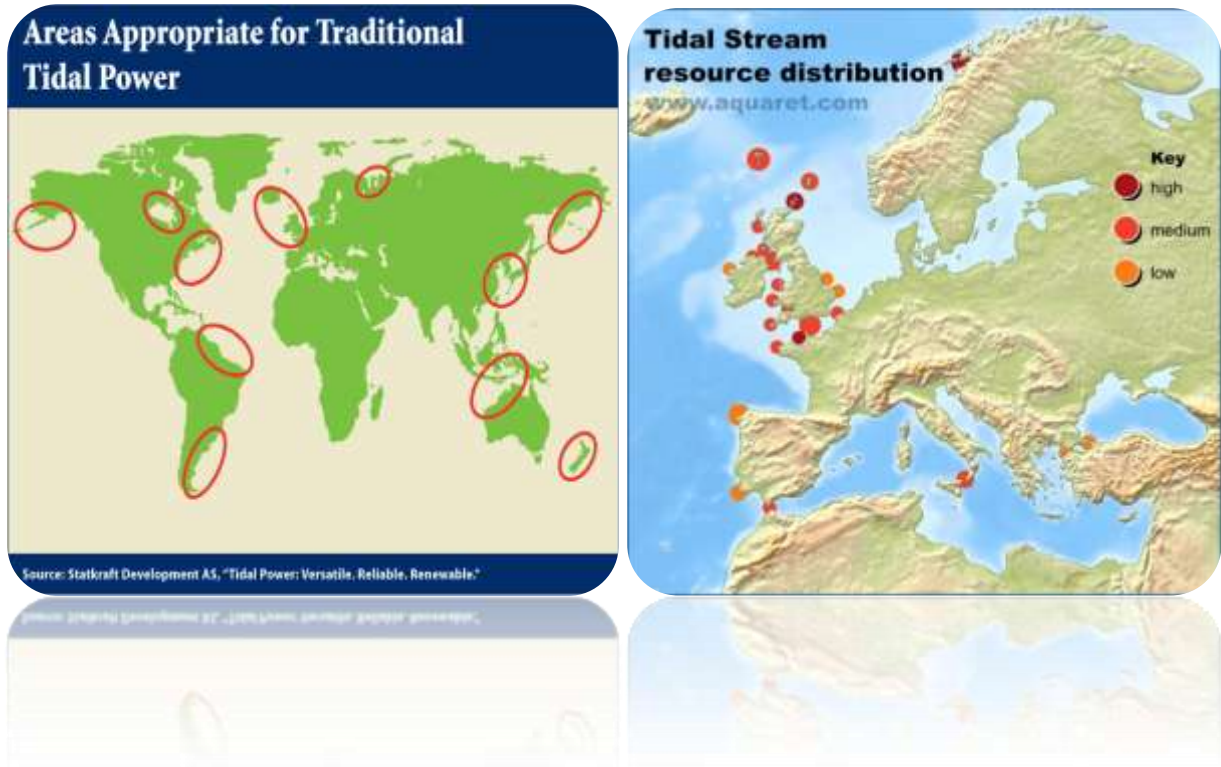 Areas Appropriate for Traditional
Tidal Power
Source: Statkraft Development AS, "Tidal Power: Versatile. Reliable. Renewable."
Tidal Stream
resource distribution
www.aquaret.com
Key
high
medium
low